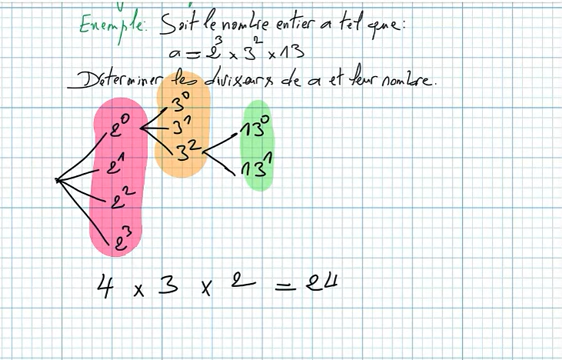 Exemple: Soit le nombre entier a tel que:
a = 2³ × 3² × 13
Déterminer les diviseurs de a et leur nombre.
2⁰
2¹
2²
2³
3⁰
3¹
3²
13⁰
13¹
4 × 3 × 2 = 24